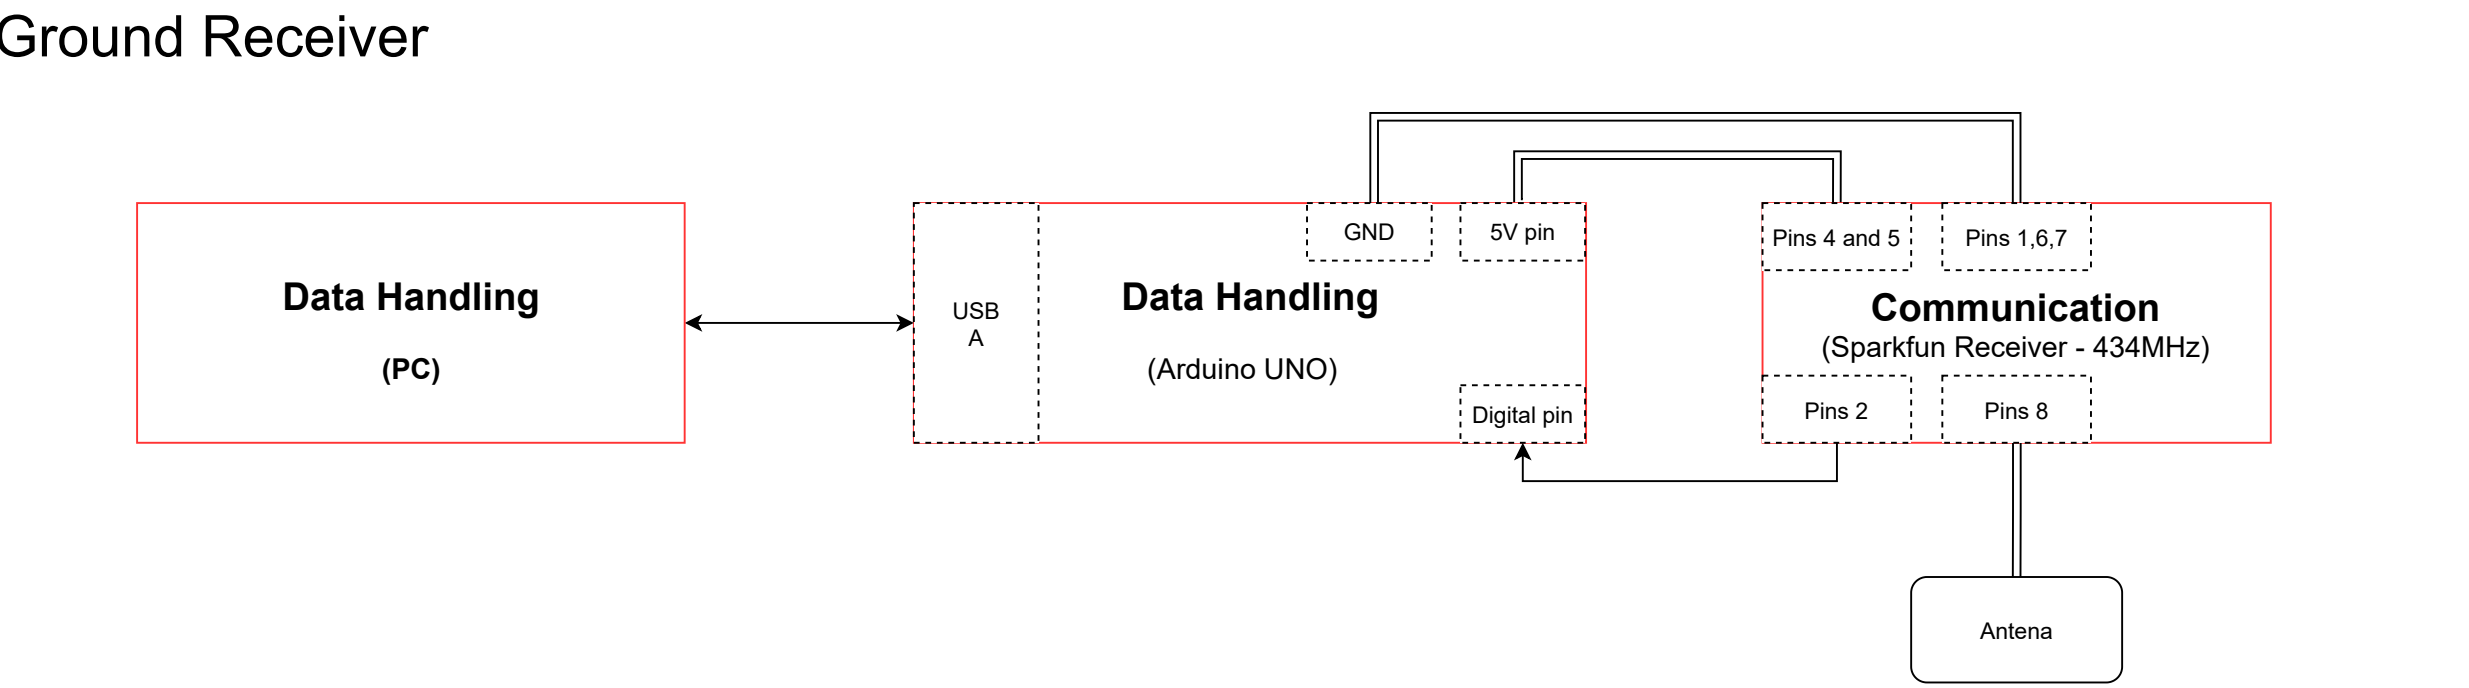 Ground Receiver
Data Handling
(PC)
USB
A
GND
5V pin
Data Handling
(Arduino UNO)
Digital pin
Pins 4 and 5
Pins 1,6,7
Communication
(Sparkfun Receiver - 434MHz)
Pins 2
Pins 8
Antena